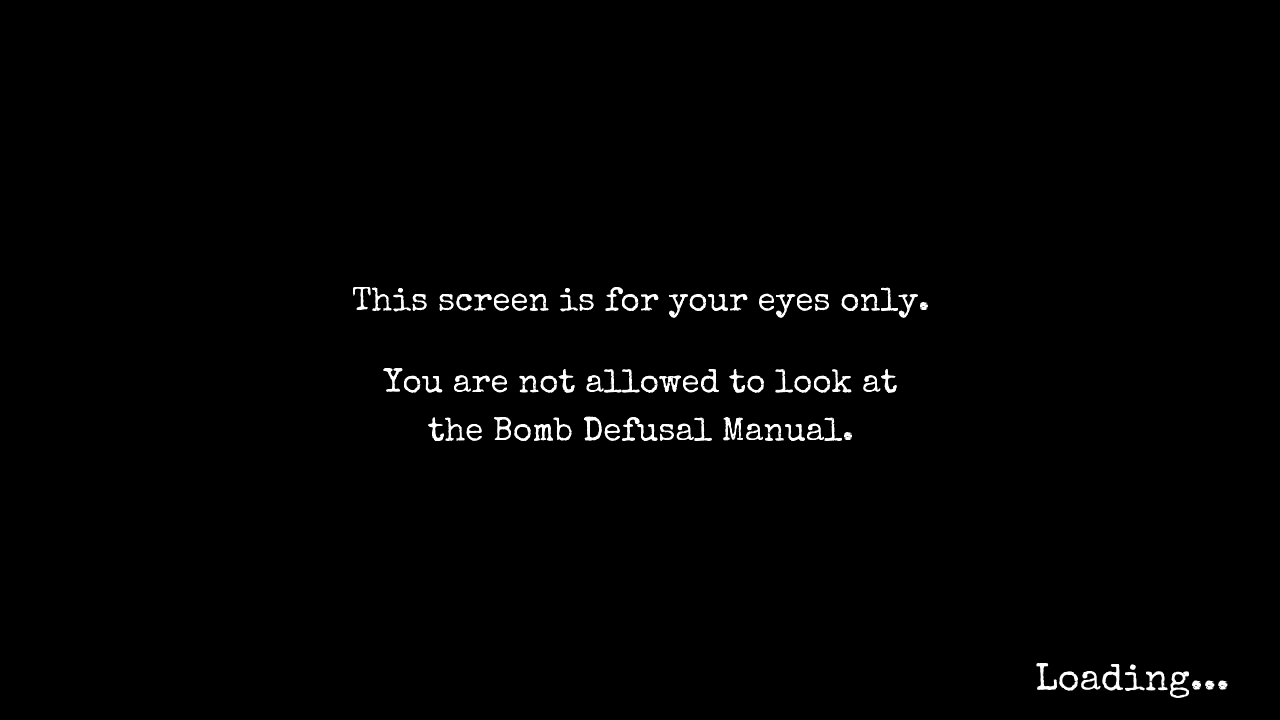 This screen is for your eyes only.
You are not allowed to look at
the Bomb Defusal Manual.
Loading...